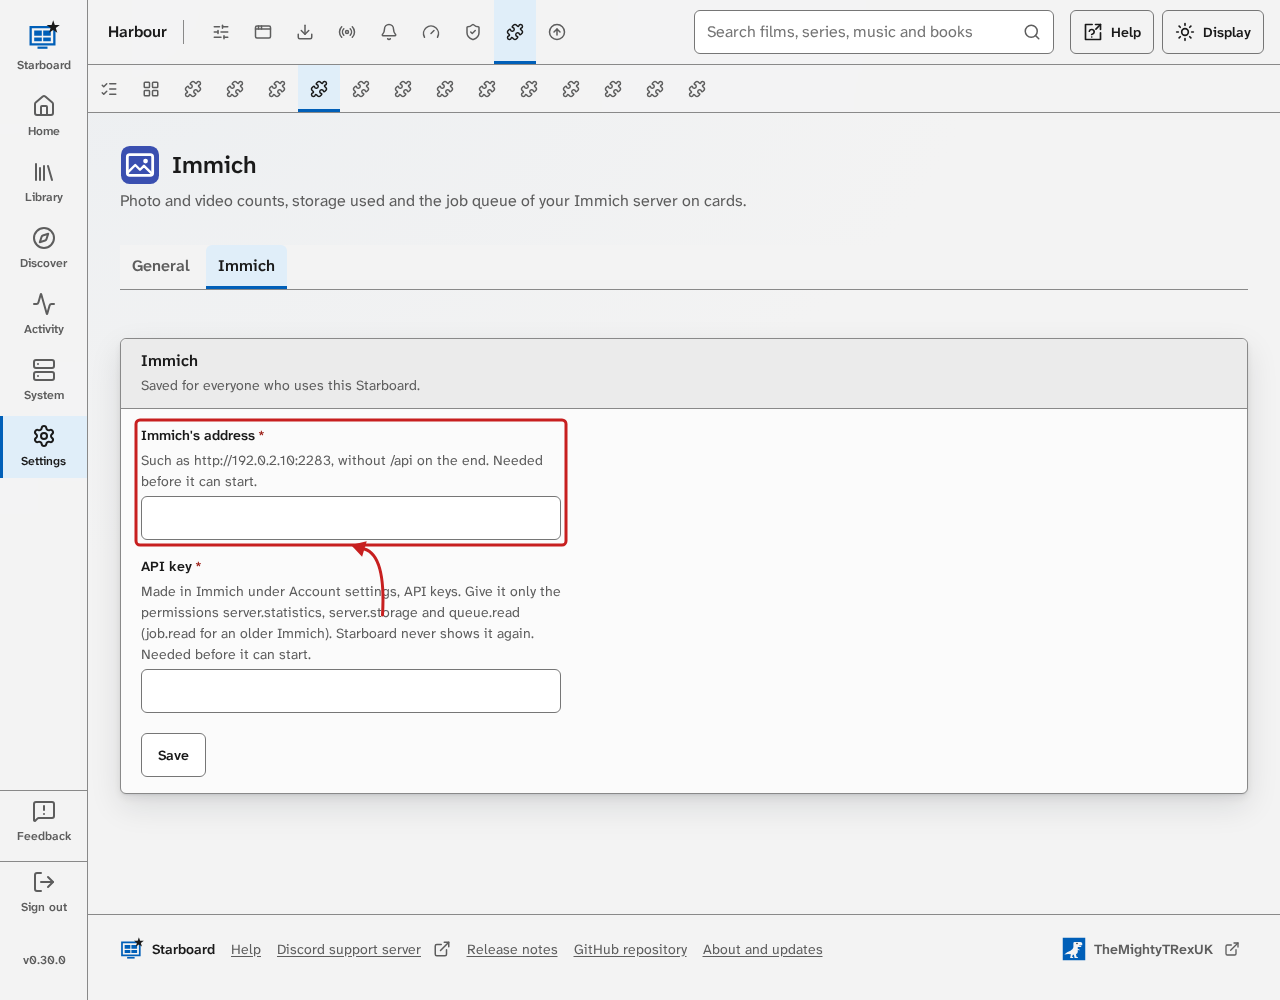 Starboard
Home
Library
Discover
Activity
System
Settings
Feedback
Sign out
v0.30.0
Harbour
Search films, series, music and books
Help
Display
Immich
Photo and video counts, storage used and the job queue of your Immich server on cards.
General
Immich
Immich
Saved for everyone who uses this Starboard.
Immich's address *
Such as http://192.0.2.10:2283, without /api on the end. Needed
before it can start.
API key *
Made in Immich under Account settings, API keys. Give it only the
permissions server.statistics, server.storage and queue.read
(job.read for an older Immich). Starboard never shows it again.
Needed before it can start.
Save
Starboard
Help
Discord support server
Release notes
GitHub repository
About and updates
TheMightyTRexUK